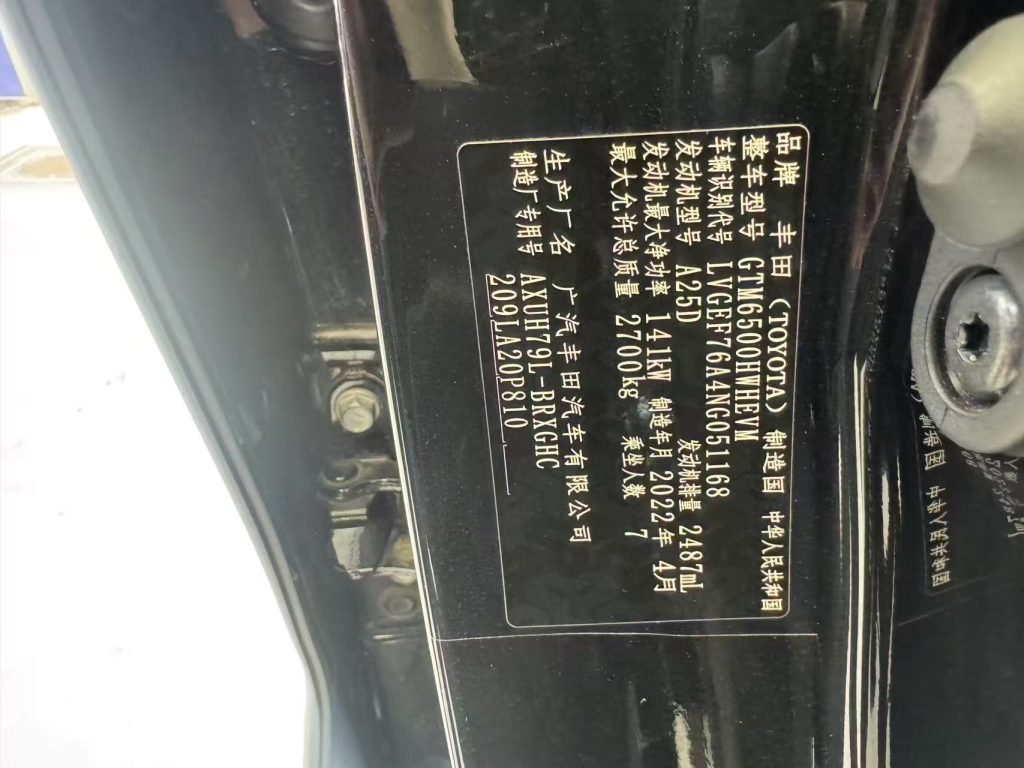 品牌 丰田(TOYOTA) 制造国 中华人民共和国
整车型号 GTM6500HWHEVM
车辆识别代号 LVGEF76A4NG051168
发动机型号 A25D 发动机排量 2487mL
发动机最大净功率 141kW 制造年月 2022年 4月
最大允许总质量 2700kg 乘坐人数 7
生产厂名 广汽丰田汽车有限公司
制造厂专用号 AXUH79L-BRXGHC
209LA20P810